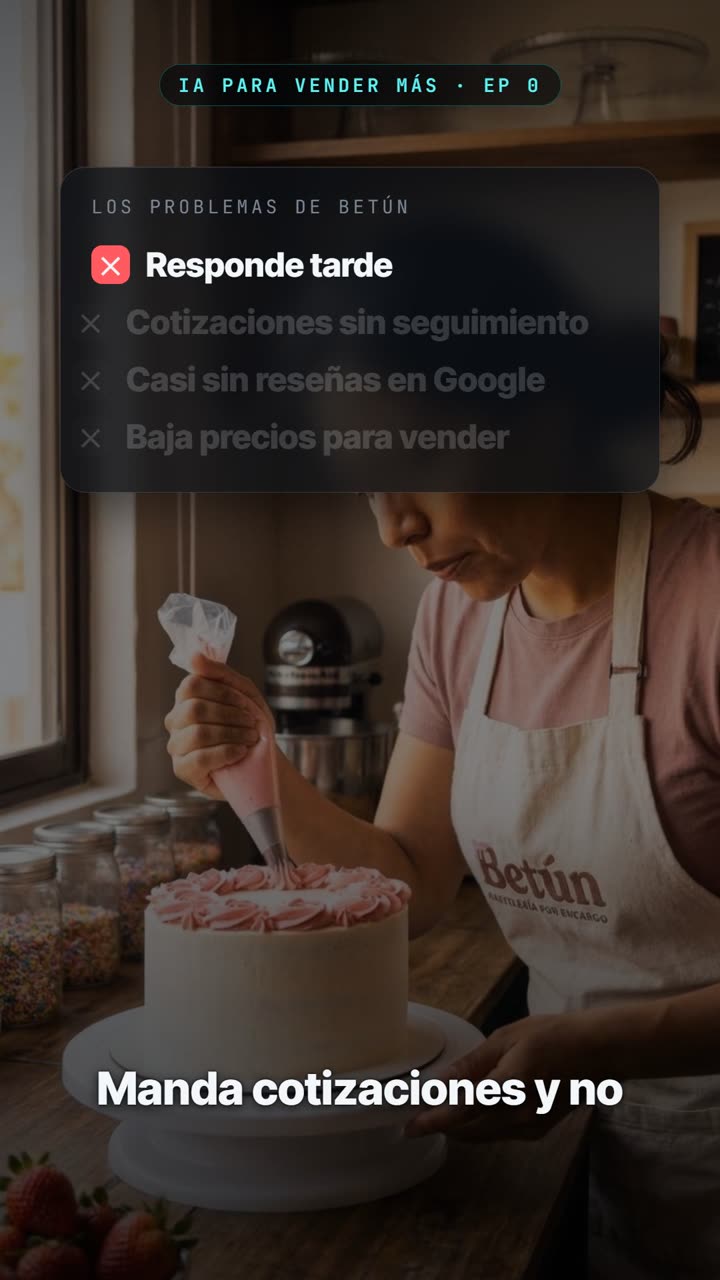 IA PARA VENDER MÁS · EP 0
LOS PROBLEMAS DE BETÚN
Responde tarde
Cotizaciones sin seguimiento
Casi sin reseñas en Google
Baja precios para vender
KitchenAid
Betún
PASTELERÍA POR ENCARGO
Manda cotizaciones y no